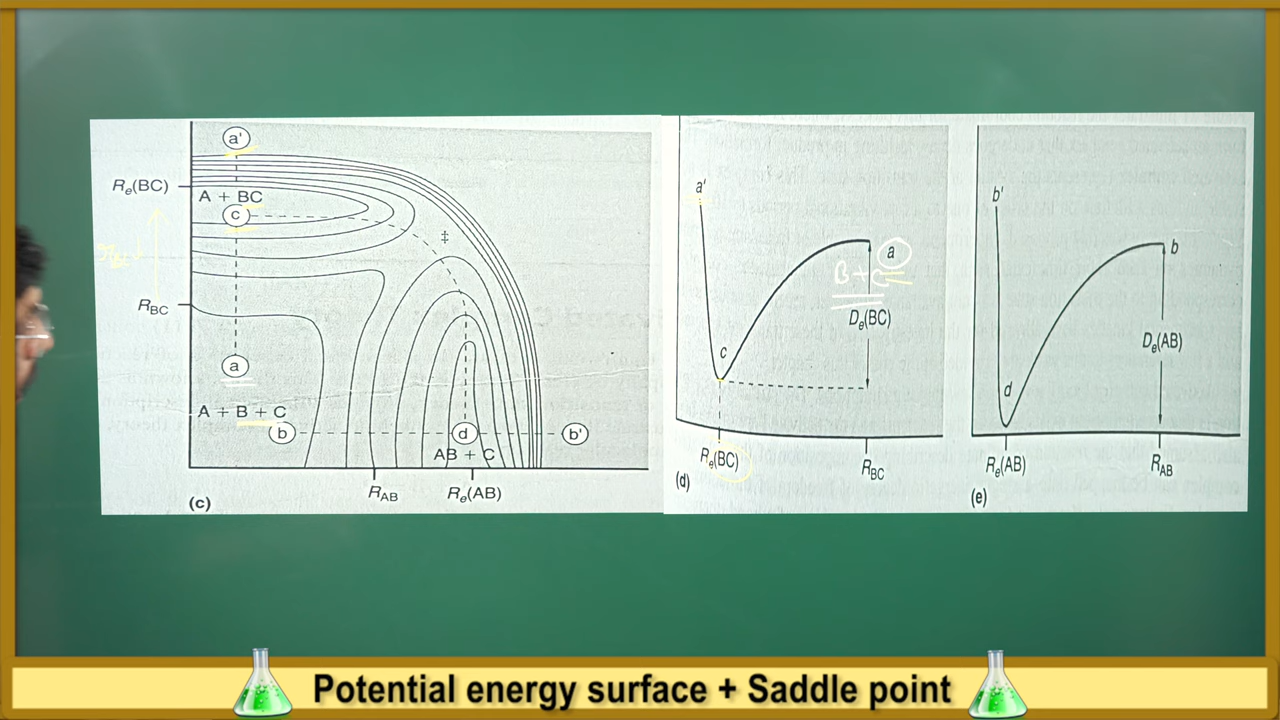 a'
Re(BC)
A + BC
c
‡
RBC
a
A + B + C
b
d
b'
AB + C
RAB
Re(AB)
(c)
a'
a
B + C
De(BC)
c
Re(BC)
RBC
(d)
b'
b
De(AB)
d
Re(AB)
RAB
(e)
Potential energy surface + Saddle point